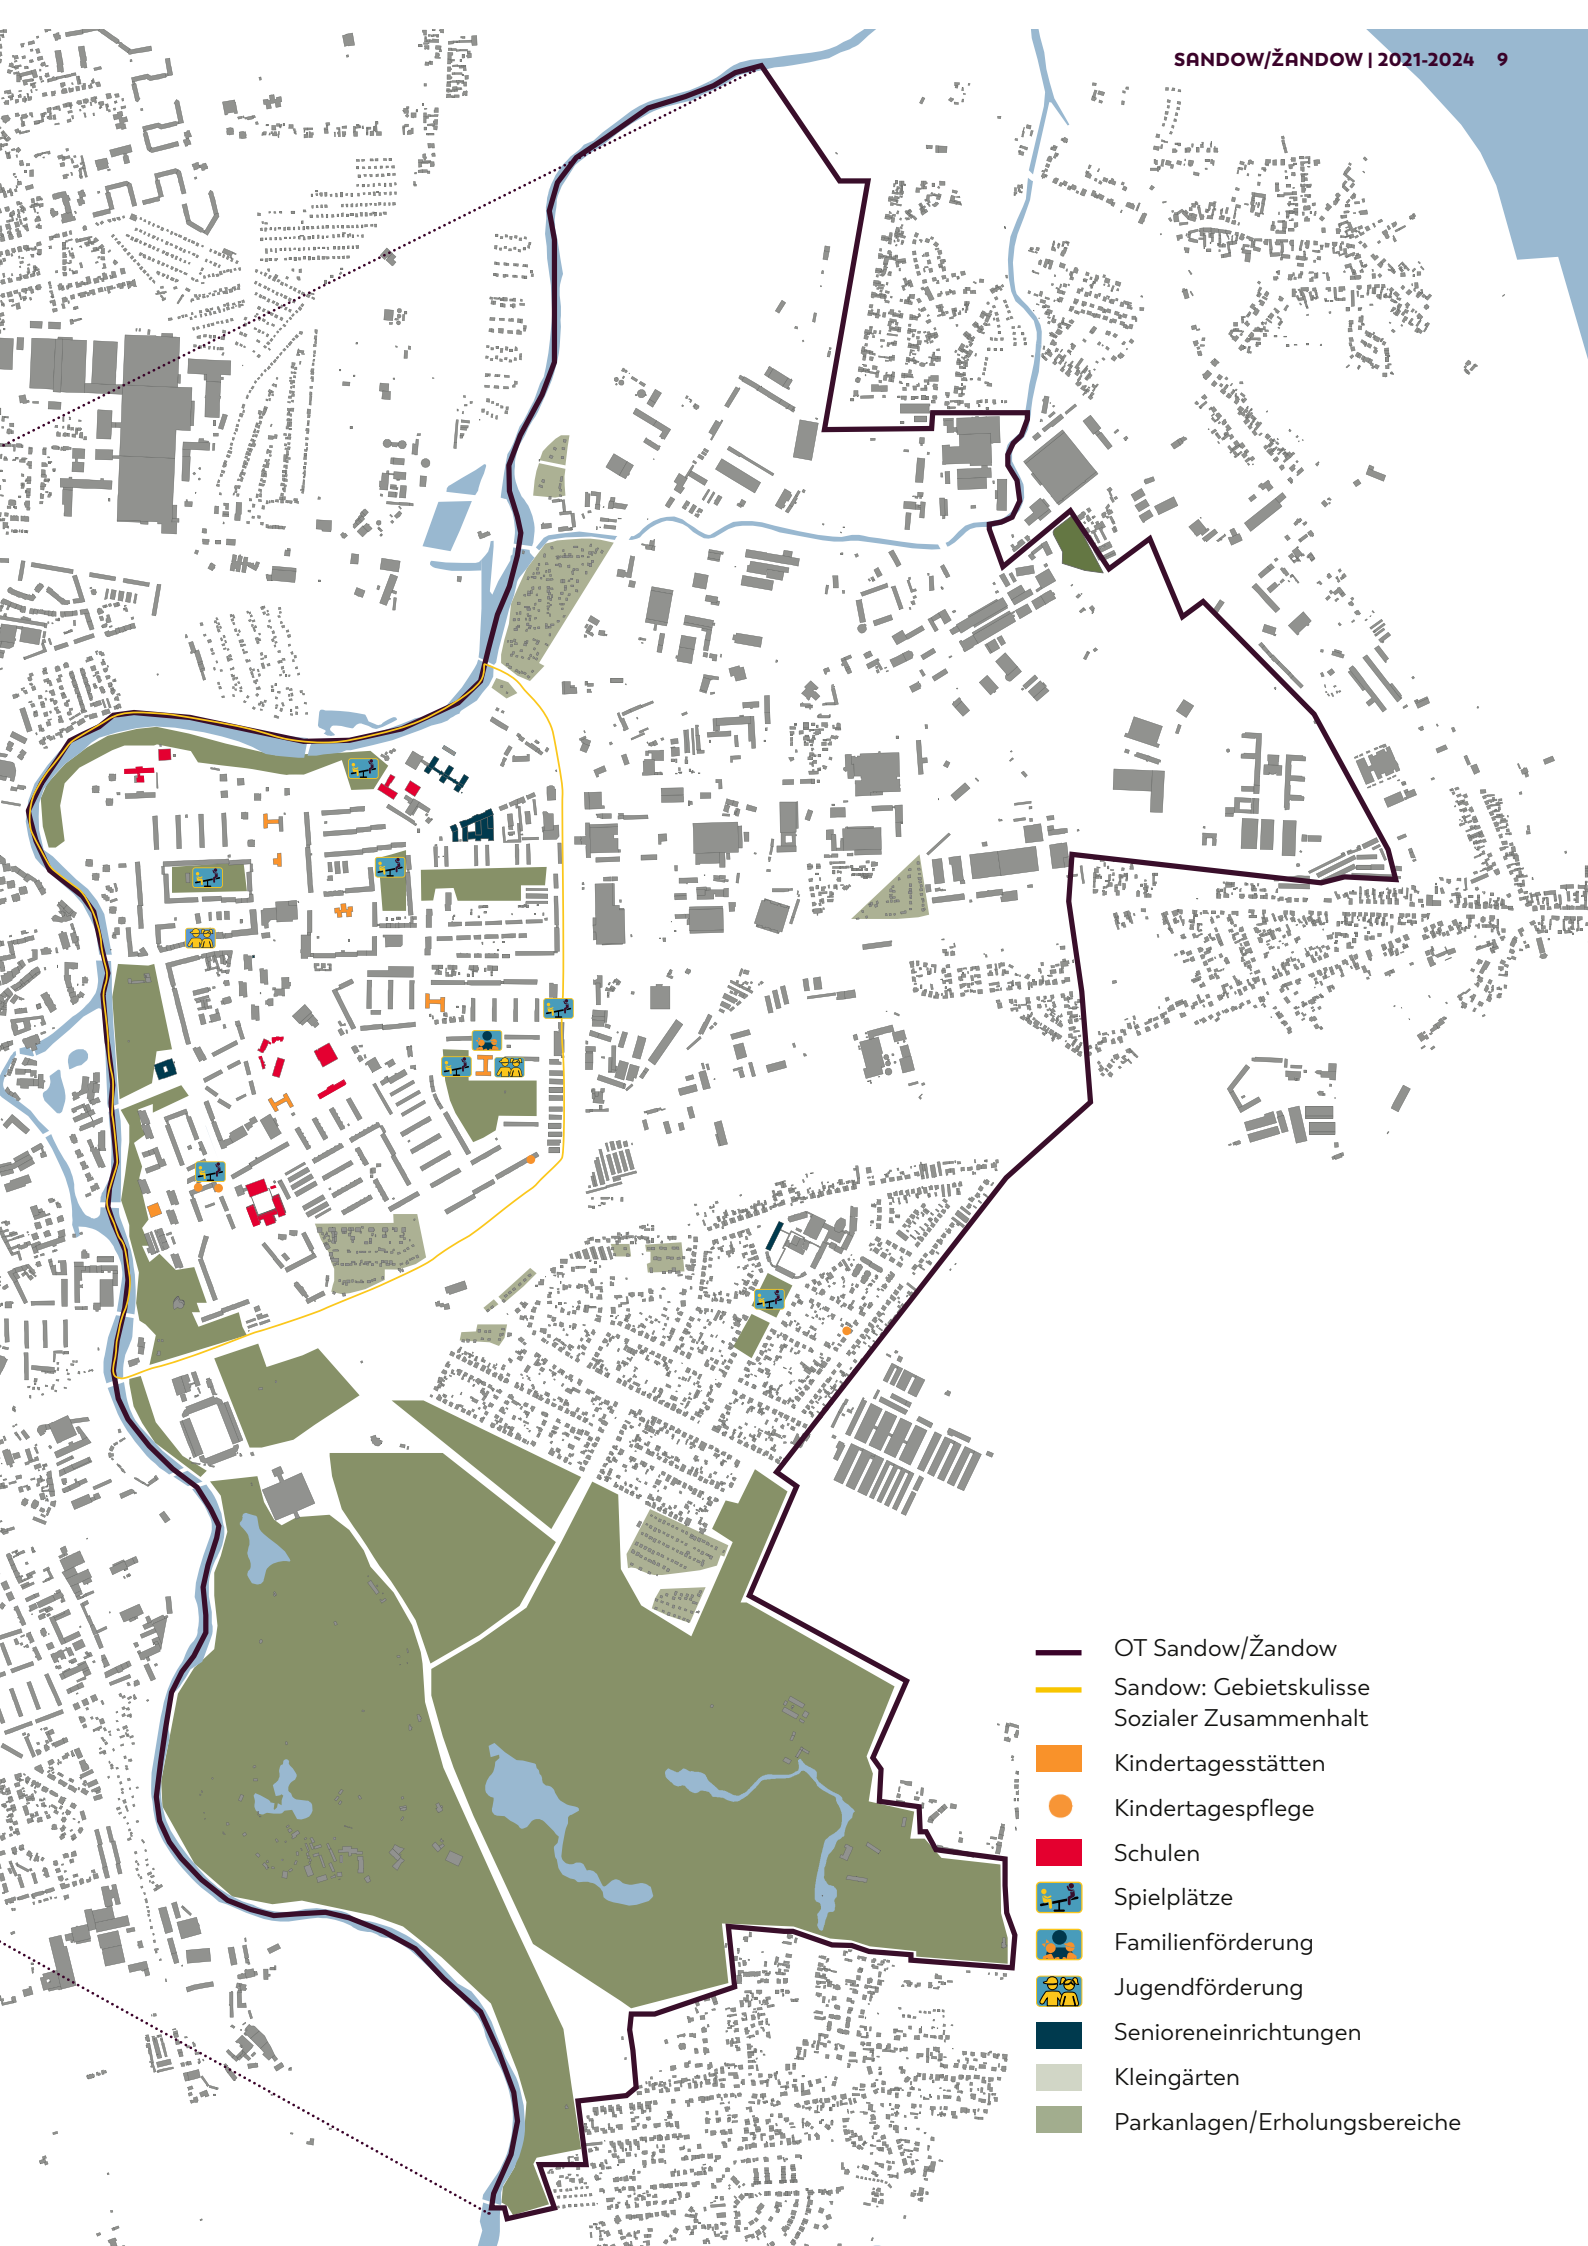 SANDOW/ŽANDOW | 2021-2024 9
OT Sandow/Žandow
Sandow: Gebietskulisse
Sozialer Zusammenhalt
Kindertagesstätten
Kindertagespflege
Schulen
Spielplätze
Familienförderung
Jugendförderung
Senioreneinrichtungen
Kleingärten
Parkanlagen/Erholungsbereiche